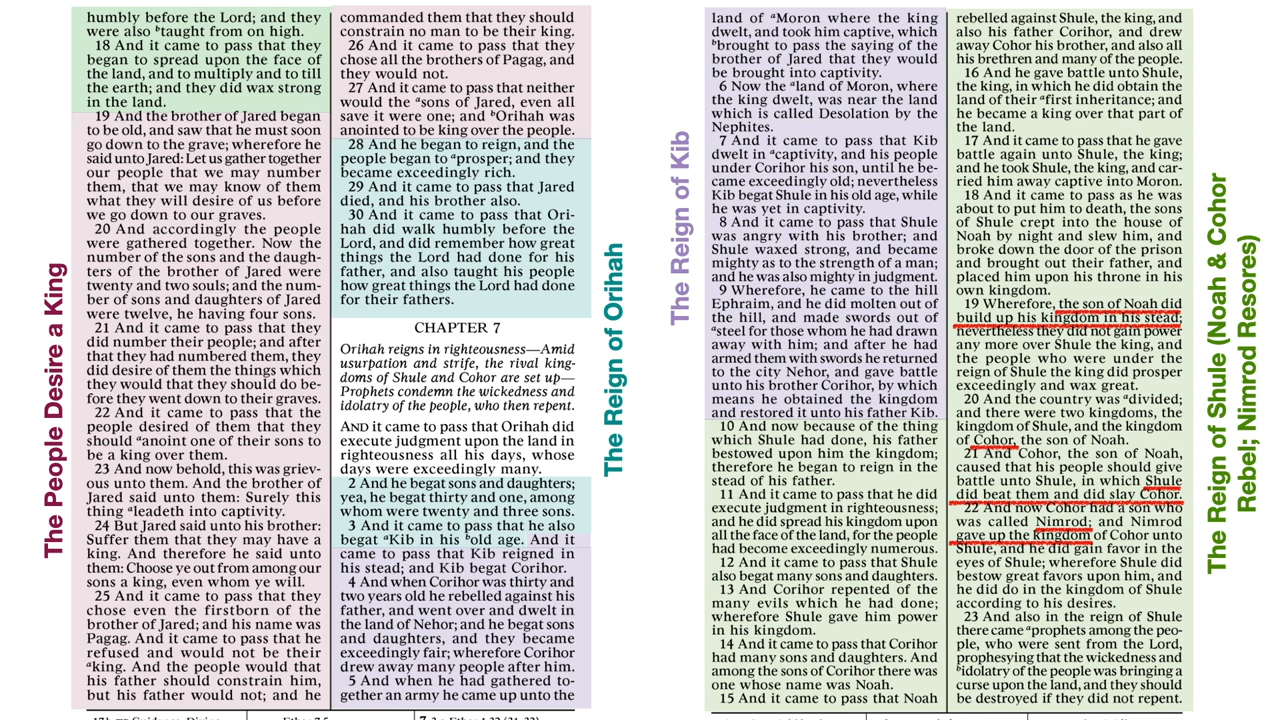 The People Desire a King
humbly before the Lord; and they
were also ᵇtaught from on high.
18 And it came to pass that they
began to spread upon the face of
the land, and to multiply and to till
the earth; and they did wax strong
in the land.
19 And the brother of Jared began
to be old, and saw that he must soon
go down to the grave; wherefore he
said unto Jared: Let us gather together
our people that we may number
them, that we may know of them
what they will desire of us before
we go down to our graves.
20 And accordingly the people
were gathered together. Now the
number of the sons and the daugh-
ters of the brother of Jared were
twenty and two souls; and the num-
ber of sons and daughters of Jared
were twelve, he having four sons.
21 And it came to pass that they
did number their people; and after
that they had numbered them, they
did desire of them the things which
they would that they should do be-
fore they went down to their graves.
22 And it came to pass that the
people desired of them that they
should ᵃanoint one of their sons to
be a king over them.
23 And now behold, this was griev-
ous unto them. And the brother of
Jared said unto them: Surely this
thing ᵃleadeth into captivity.
24 But Jared said unto his brother:
Suffer them that they may have a
king. And therefore he said unto
them: Choose ye out from among our
sons a king, even whom ye will.
25 And it came to pass that they
chose even the firstborn of the
brother of Jared; and his name was
Pagag. And it came to pass that he
refused and would not be their
ᵃking. And the people would that
his father should constrain him,
but his father would not; and he
commanded them that they should
constrain no man to be their king.
26 And it came to pass that they
chose all the brothers of Pagag, and
they would not.
27 And it came to pass that neither
would the ᵃsons of Jared, even all
save it were one; and ᵇOrihah was
anointed to be king over the people.
28 And he began to reign, and the
people began to ᵃprosper; and they
became exceedingly rich.
29 And it came to pass that Jared
died, and his brother also.
30 And it came to pass that Ori-
hah did walk humbly before the
Lord, and did remember how great
things the Lord had done for his
father, and also taught his people
how great things the Lord had done
for their fathers.
CHAPTER 7
Orihah reigns in righteousness—Amid
usurpation and strife, the rival king-
doms of Shule and Cohor are set up—
Prophets condemn the wickedness and
idolatry of the people, who then repent.
AND it came to pass that Orihah did
execute judgment upon the land in
righteousness all his days, whose
days were exceedingly many.
2 And he begat sons and daughters;
yea, he begat thirty and one, among
whom were twenty and three sons.
3 And it came to pass that he also
begat ᵃKib in his ᵇold age. And it
came to pass that Kib reigned in
his stead; and Kib begat Corihor.
4 And when Corihor was thirty and
two years old he rebelled against his
father, and went over and dwelt in
the land of Nehor; and he begat sons
and daughters, and they became
exceedingly fair; wherefore Corihor
drew away many people after him.
5 And when he had gathered to-
gether an army he came up unto the
The Reign of Orihah
The Reign of Kib
land of ᵃMoron where the king
dwelt, and took him captive, which
ᵇbrought to pass the saying of the
brother of Jared that they would
be brought into captivity.
6 Now the ᵃland of Moron, where
the king dwelt, was near the land
which is called Desolation by the
Nephites.
7 And it came to pass that Kib
dwelt in ᵃcaptivity, and his people
under Corihor his son, until he be-
came exceedingly old; nevertheless
Kib begat Shule in his old age, while
he was yet in captivity.
8 And it came to pass that Shule
was angry with his brother; and
Shule waxed strong, and became
mighty as to the strength of a man;
and he was also mighty in judgment.
9 Wherefore, he came to the hill
Ephraim, and he did molten out of
the hill, and made swords out of
ᵃsteel for those whom he had drawn
away with him; and after he had
armed them with swords he returned
to the city Nehor, and gave battle
unto his brother Corihor, by which
means he obtained the kingdom
and restored it unto his father Kib.
10 And now because of the thing
which Shule had done, his father
bestowed upon him the kingdom;
therefore he began to reign in the
stead of his father.
11 And it came to pass that he did
execute judgment in righteousness;
and he did spread his kingdom upon
all the face of the land, for the people
had become exceedingly numerous.
12 And it came to pass that Shule
also begat many sons and daughters.
13 And Corihor repented of the
many evils which he had done;
wherefore Shule gave him power
in his kingdom.
14 And it came to pass that Corihor
had many sons and daughters. And
among the sons of Corihor there was
one whose name was Noah.
15 And it came to pass that Noah
rebelled against Shule, the king, and
also his father Corihor, and drew
away Cohor his brother, and also all
his brethren and many of the people.
16 And he gave battle unto Shule,
the king, in which he did obtain the
land of their ᵃfirst inheritance; and
he became a king over that part of
the land.
17 And it came to pass that he gave
battle again unto Shule, the king;
and he took Shule, the king, and car-
ried him away captive into Moron.
18 And it came to pass as he was
about to put him to death, the sons
of Shule crept into the house of
Noah by night and slew him, and
broke down the door of the prison
and brought out their father, and
placed him upon his throne in his
own kingdom.
19 Wherefore, the son of Noah did
build up his kingdom in his stead;
nevertheless they did not gain power
any more over Shule the king, and
the people who were under the
reign of Shule the king did prosper
exceedingly and wax great.
20 And the country was ᵃdivided;
and there were two kingdoms, the
kingdom of Shule, and the kingdom
of Cohor, the son of Noah.
21 And Cohor, the son of Noah,
caused that his people should give
battle unto Shule, in which Shule
did beat them and did slay Cohor.
22 And now Cohor had a son who
was called Nimrod; and Nimrod
gave up the kingdom of Cohor unto
Shule, and he did gain favor in the
eyes of Shule; wherefore Shule did
bestow great favors upon him, and
he did do in the kingdom of Shule
according to his desires.
23 And also in the reign of Shule
there came ᵃprophets among the peo-
ple, who were sent from the Lord,
prophesying that the wickedness and
ᵇidolatry of the people was bringing a
curse upon the land, and they should
be destroyed if they did not repent.
The Reign of Shule (Noah & Cohor
Rebel; Nimrod Resores)